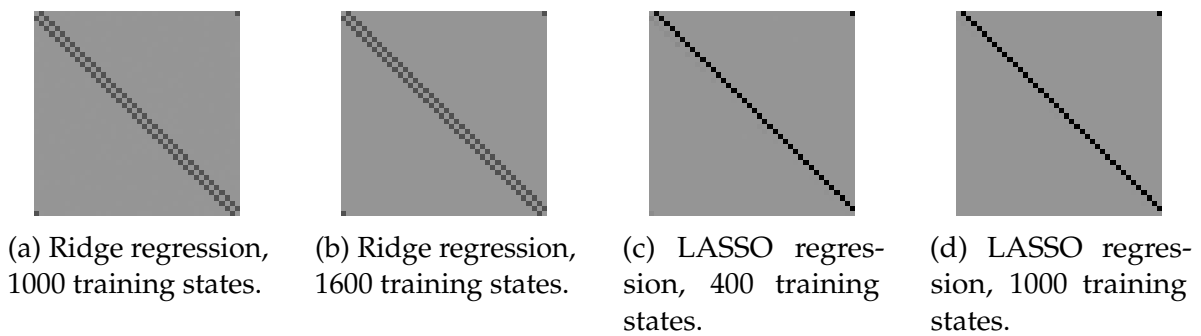 (a) Ridge regression,
1000 training states.
(b) Ridge regression,
1600 training states.
(c) LASSO regres-
sion, 400 training
states.
(d) LASSO regres-
sion, 1000 training
states.